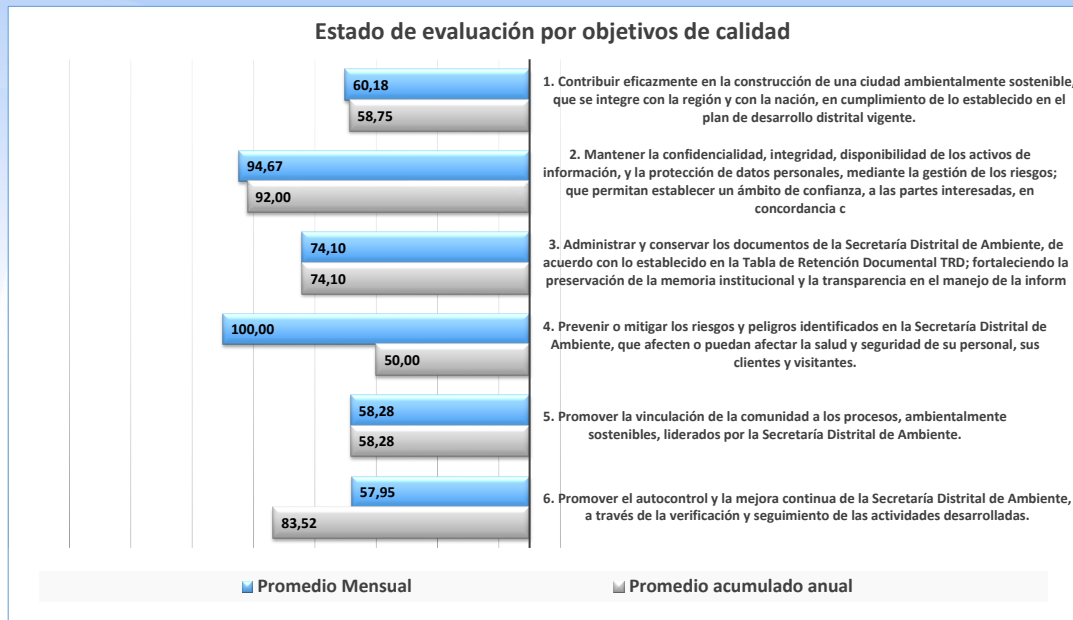 Estado de evaluación por objetivos de calidad
60,18
58,75
1. Contribuir eficazmente en la construcción de una ciudad ambientalmente sostenible,
que se integre con la región y con la nación, en cumplimiento de lo establecido en el
plan de desarrollo distrital vigente.
94,67
92,00
2. Mantener la confidencialidad, integridad, disponibilidad de los activos de
información, y la protección de datos personales, mediante la gestión de los riesgos;
que permitan establecer un ámbito de confianza, a las partes interesadas, en
concordancia c
74,10
74,10
3. Administrar y conservar los documentos de la Secretaría Distrital de Ambiente, de
acuerdo con lo establecido en la Tabla de Retención Documental TRD; fortaleciendo la
preservación de la memoria institucional y la transparencia en el manejo de la inform
100,00
50,00
4. Prevenir o mitigar los riesgos y peligros identificados en la Secretaría Distrital de
Ambiente, que afecten o puedan afectar la salud y seguridad de su personal, sus
clientes y visitantes.
58,28
58,28
5. Promover la vinculación de la comunidad a los procesos, ambientalmente
sostenibles, liderados por la Secretaría Distrital de Ambiente.
57,95
83,52
6. Promover el autocontrol y la mejora continua de la Secretaría Distrital de Ambiente,
a través de la verificación y seguimiento de las actividades desarrolladas.
Promedio Mensual
Promedio acumulado anual